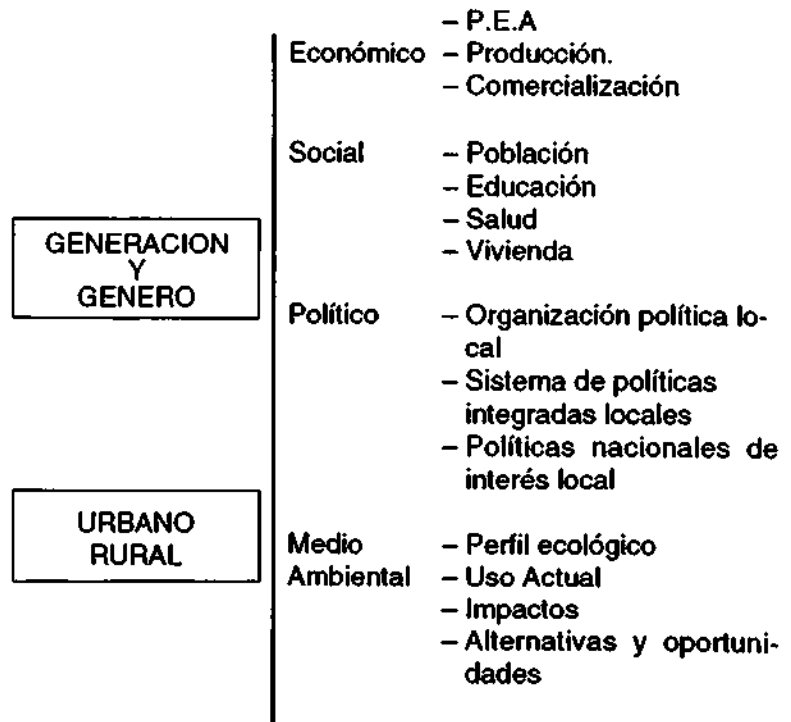 – P.E.A
Económico – Producción.
– Comercialización
Social – Población
– Educación
– Salud
– Vivienda
GENERACION
Y
GENERO
Político – Organización política lo-
cal
– Sistema de políticas
integradas locales
– Políticas nacionales de
interés local
URBANO
RURAL
Medio – Perfil ecológico
Ambiental – Uso Actual
– Impactos
– Alternativas y oportuni-
dades